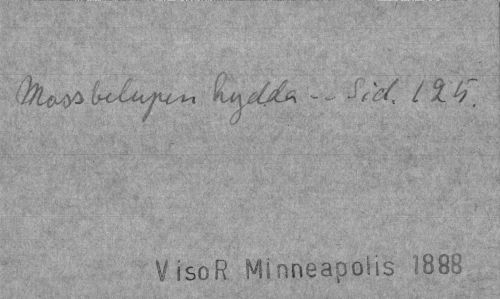 Mossbelupen hydda -- Sid. 125.
VisoR Minneapolis 1888